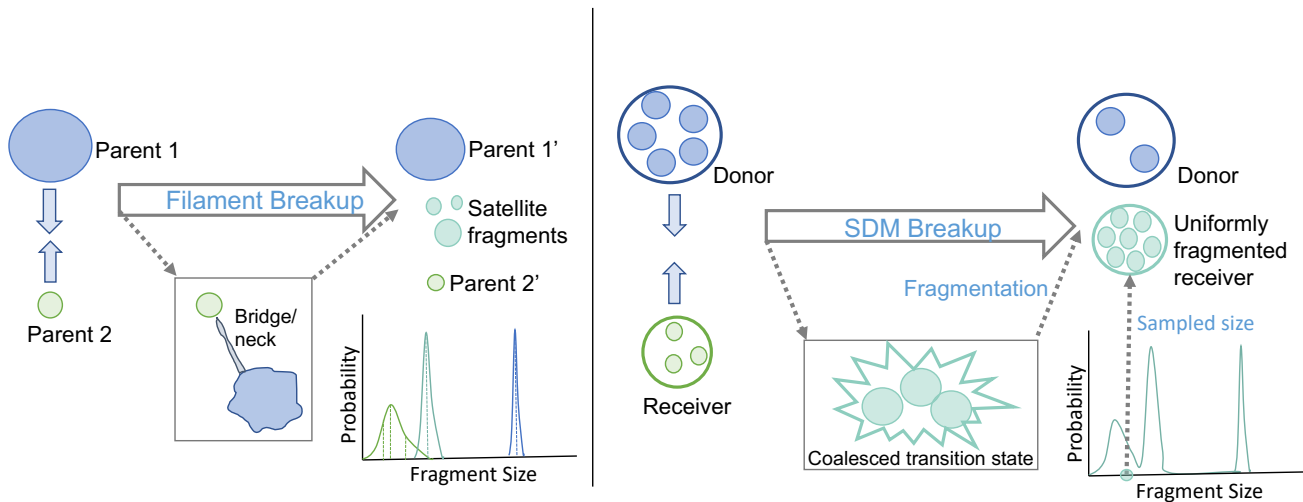 Parent 1
Filament Breakup
Parent 1’
Satellite
fragments
Parent 2’
Parent 2
Bridge/
neck
Probability
Fragment Size
Donor
SDM Breakup
Donor
Uniformly
fragmented
receiver
Fragmentation
Sampled size
Receiver
Coalesced transition state
Probability
Fragment Size